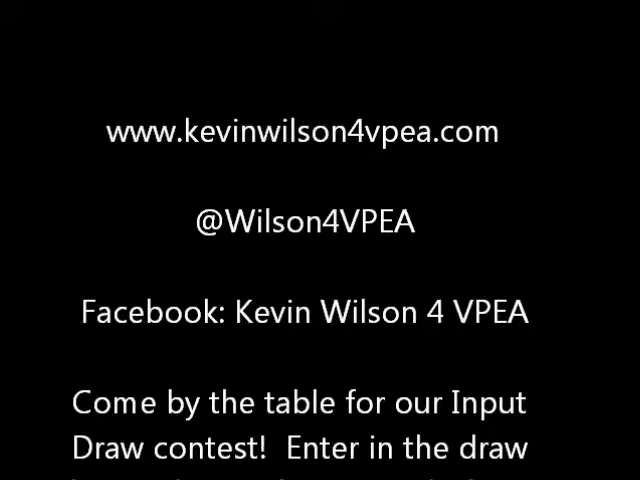 www.kevinwilson4vpea.com
@Wilson4VPEA
Facebook: Kevin Wilson 4 VPEA
Come by the table for our Input
Draw contest!  Enter in the draw